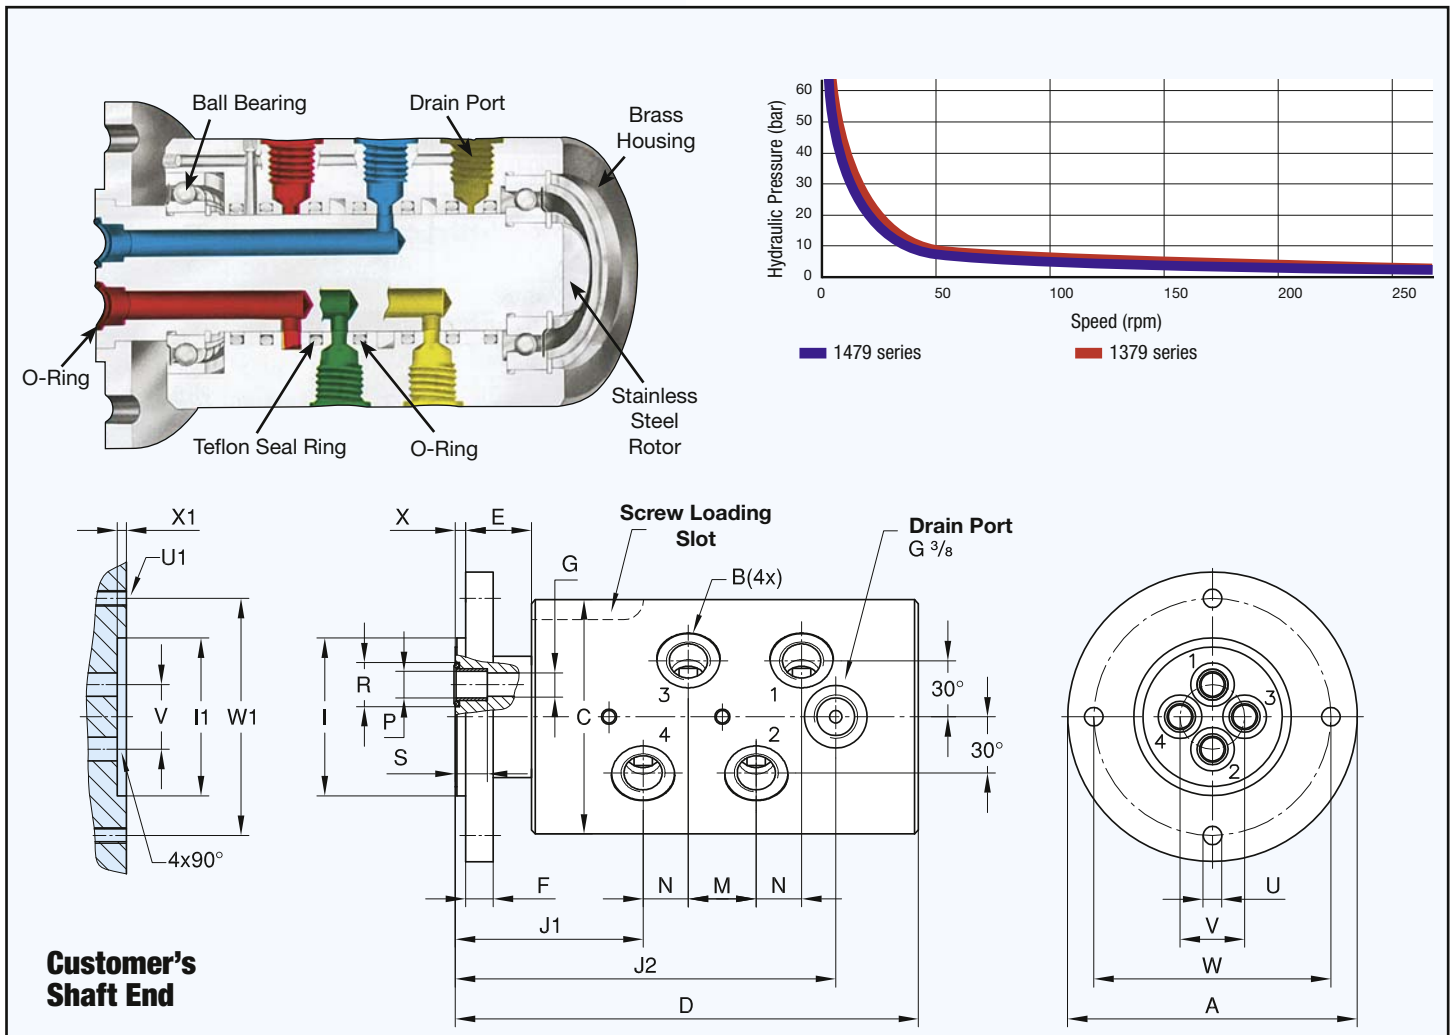 Ball Bearing
Drain Port
Brass
Housing
O-Ring
Teflon Seal Ring
O-Ring
Stainless
Steel
Rotor
Hydraulic Pressure (bar)
60
50
40
30
20
10
0
0 50 100 150 200 250
Speed (rpm)
1479 series
1379 series
X1
U1
V
I1
W1
4x90°
Customer's
Shaft End
X
E
G
Screw Loading
Slot
B(4x)
Drain Port
G 3/8
R
P
S
I
C
3
1
4
2
30°
30°
F
N
M
N
J1
J2
D
1
3
4
2
U
V
W
A